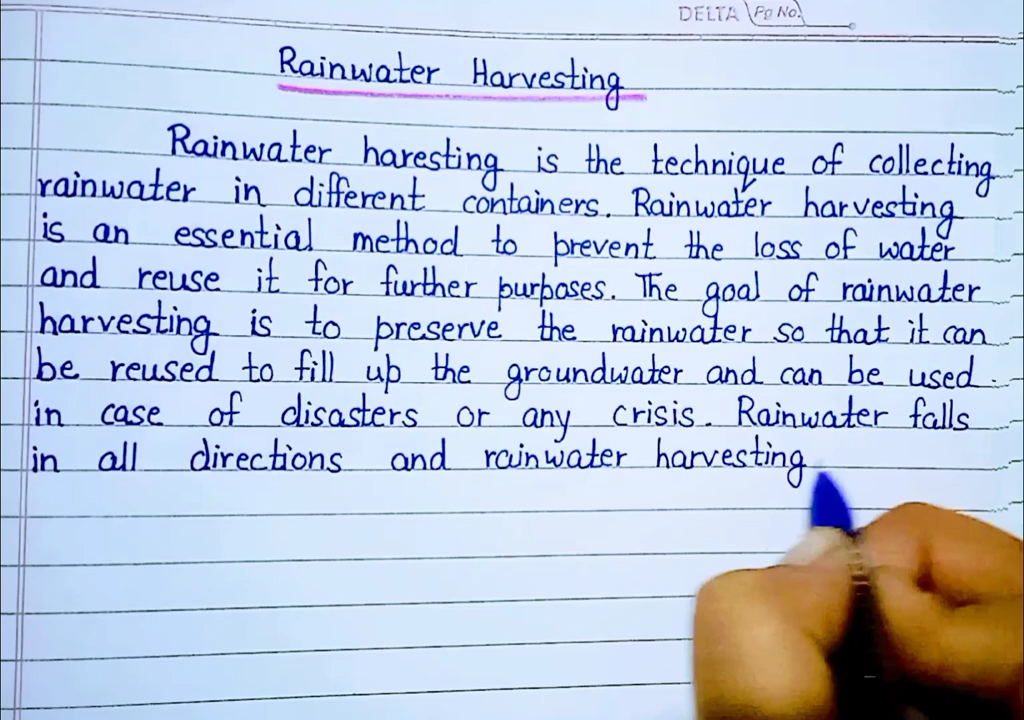 DELTA Pg No.
Rainwater Harvesting
Rainwater haresting is the technique of collecting
rainwater in different containers. Rainwater harvesting
is an essential method to prevent the loss of water
and reuse it for further purposes. The goal of rainwater
harvesting is to preserve the rainwater so that it can
be reused to fill up the groundwater and can be used
in case of disasters or any crisis. Rainwater falls
in all directions and rainwater harvesting